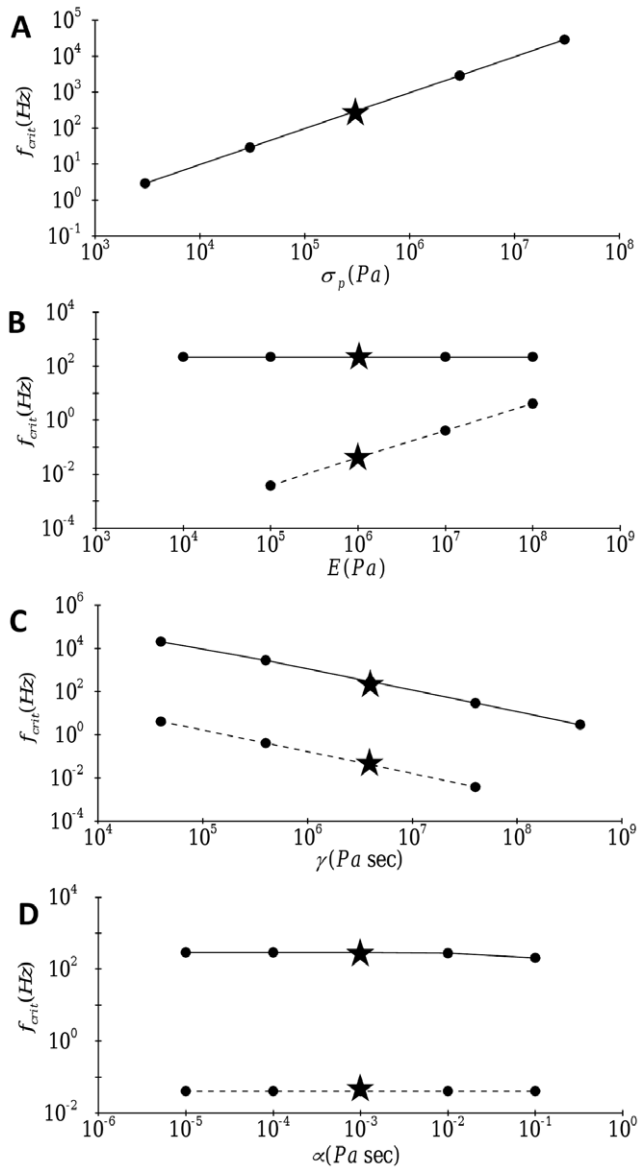 A
f_crit(Hz)
10^5
10^4
10^3
10^2
10^1
10^0
10^-1
10^3 10^4 10^5 10^6 10^7 10^8
σ_p(Pa)
B
f_crit(Hz)
10^4
10^2
10^0
10^-2
10^-4
10^3 10^4 10^5 10^6 10^7 10^8 10^9
E(Pa)
C
f_crit(Hz)
10^6
10^4
10^2
10^0
10^-2
10^-4
10^4 10^5 10^6 10^7 10^8 10^9
γ(Pa sec)
D
f_crit(Hz)
10^4
10^2
10^0
10^-2
10^-6 10^-5 10^-4 10^-3 10^-2 10^-1 10^0
α(Pa sec)